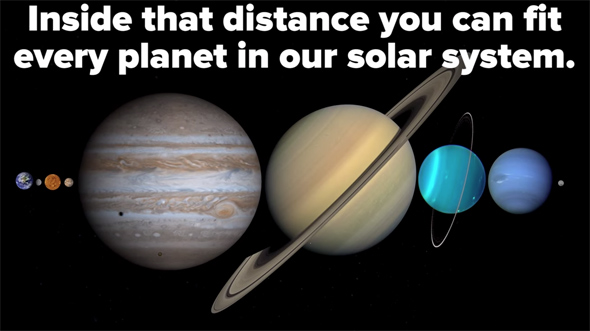 Inside that distance you can fit
every planet in our solar system.